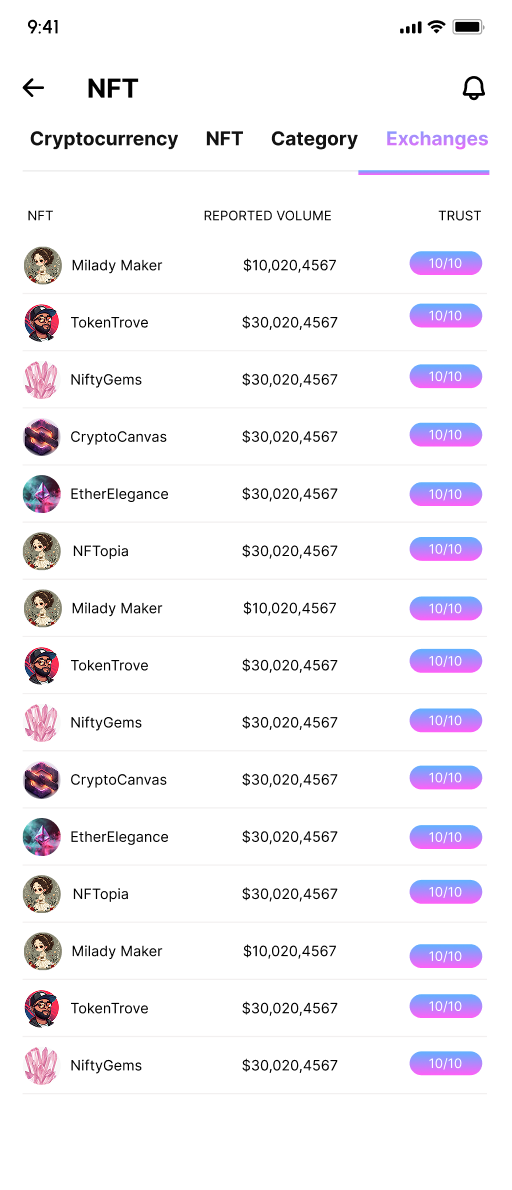 9:41
NFT
Cryptocurrency NFT Category Exchanges
NFT REPORTED VOLUME TRUST
Milady Maker $10,020,4567 10/10
TokenTrove $30,020,4567 10/10
NiftyGems $30,020,4567 10/10
CryptoCanvas $30,020,4567 10/10
EtherElegance $30,020,4567 10/10
NFTopia $30,020,4567 10/10
Milady Maker $10,020,4567 10/10
TokenTrove $30,020,4567 10/10
NiftyGems $30,020,4567 10/10
CryptoCanvas $30,020,4567 10/10
EtherElegance $30,020,4567 10/10
NFTopia $30,020,4567 10/10
Milady Maker $10,020,4567 10/10
TokenTrove $30,020,4567 10/10
NiftyGems $30,020,4567 10/10